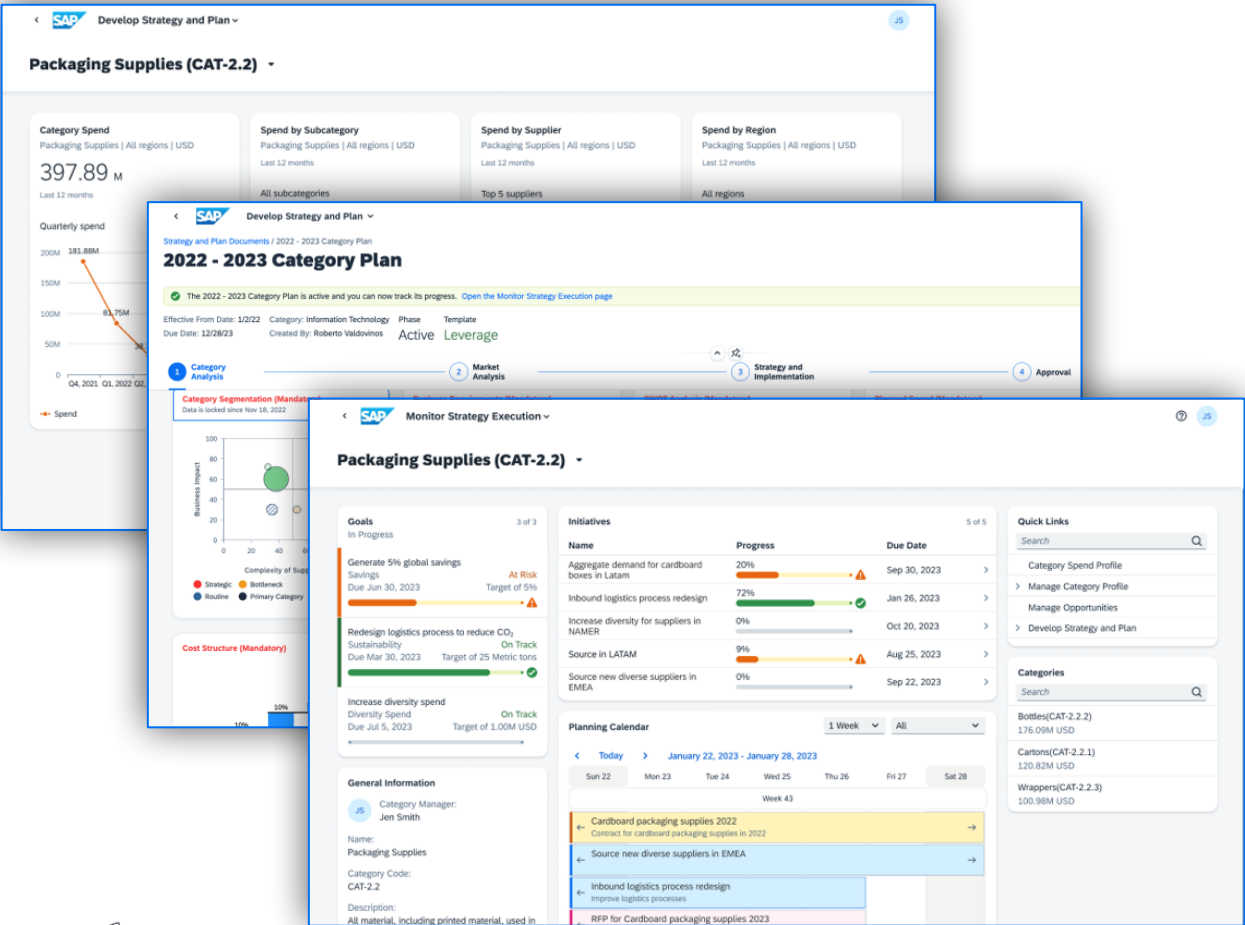 SAP Develop Strategy and Plan
JS
Packaging Supplies (CAT-2.2)
Category Spend
Packaging Supplies | All regions | USD
397.89 M
Last 12 months
Quarterly spend
200M
181.88M
150M
100M
81.75M
50M
0
Q4, 2021 Q1, 2022 Q2,
Spend
Spend by Subcategory
Packaging Supplies | All regions | USD
Last 12 months
All subcategories
Spend by Supplier
Packaging Supplies | All regions | USD
Last 12 months
Top 5 suppliers
Spend by Region
Packaging Supplies | All regions | USD
Last 12 months
All regions
SAP Develop Strategy and Plan
Strategy and Plan Documents / 2022 - 2023 Category Plan
2022 - 2023 Category Plan
The 2022 - 2023 Category Plan is active and you can now track its progress. Open the Monitor Strategy Execution page
Effective From Date: 1/2/22 Category: Information Technology Phase Template
Due Date: 12/28/23 Created By: Roberto Valdovinos Active Leverage
1 Category Analysis
2 Market Analysis
3 Strategy and Implementation
4 Approval
Category Segmentation (Mandatory)
Data is locked since Nov 18, 2022
Business Impact
100
80
60
40
20
0
0 20 40
Complexity of Supp
Strategic Bottleneck
Routine Primary Category
Cost Structure (Mandatory)
10%
10%
SAP Monitor Strategy Execution
JS
Packaging Supplies (CAT-2.2)
Goals 3 of 3
In Progress
Generate 5% global savings
Savings At Risk
Due Jun 30, 2023 Target of 5%
Redesign logistics process to reduce CO₂
Sustainability On Track
Due Mar 30, 2023 Target of 25 Metric tons
Increase diversity spend
Diversity Spend On Track
Due Jul 5, 2023 Target of 1.00M USD
General Information
JS
Category Manager:
Jen Smith
Name:
Packaging Supplies
Category Code:
CAT-2.2
Description:
All material, including printed material, used in
Initiatives 5 of 5
Name Progress Due Date
Aggregate demand for cardboard boxes in Latam 20% Sep 30, 2023
Inbound logistics process redesign 72% Jan 26, 2023
Increase diversity for suppliers in NAMER 0% Oct 20, 2023
Source in LATAM 9% Aug 25, 2023
Source new diverse suppliers in EMEA 0% Sep 22, 2023
Planning Calendar 1 Week All
Today January 22, 2023 - January 28, 2023
Sun 22 Mon 23 Tue 24 Wed 25 Thu 26 Fri 27 Sat 28
Week 43
Cardboard packaging supplies 2022
Contract for cardboard packaging supplies in 2022
Source new diverse suppliers in EMEA
Inbound logistics process redesign
Improve logistics processes
RFP for Cardboard packaging supplies 2023
Quick Links
Search
Category Spend Profile
Manage Category Profile
Manage Opportunities
Develop Strategy and Plan
Categories
Search
Bottles(CAT-2.2.2)
176.09M USD
Cartons(CAT-2.2.1)
120.82M USD
Wrappers(CAT-2.2.3)
100.98M USD